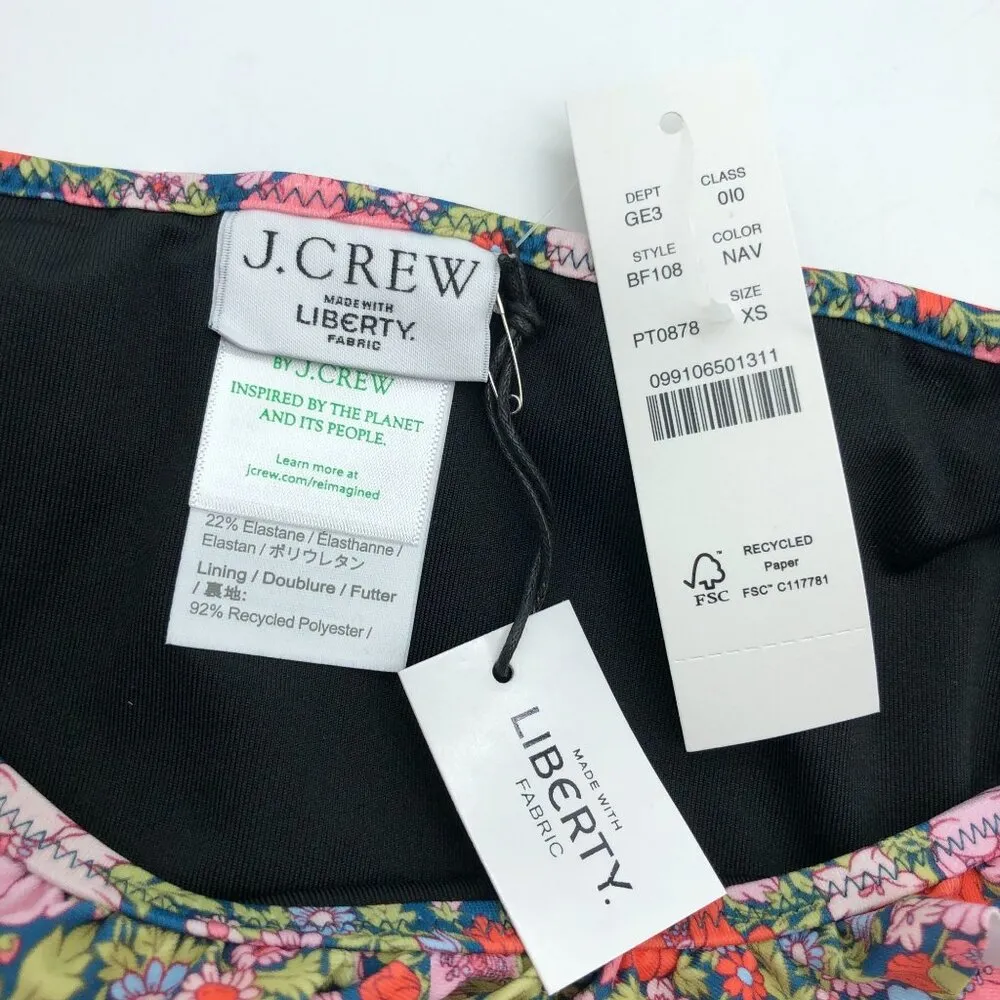 J.CREW
MADE WITH
LIBERTY.
FABRIC
BY J.CREW
INSPIRED BY THE PLANET
AND ITS PEOPLE.
Learn more at
jcrew.com/reimagined
22% Elastane / Élasthanne /
Elastan / ポリウレタン
Lining / Doublure / Futter
/ 裏地:
92% Recycled Polyester /
DEPT CLASS
GE3 0I0
STYLE COLOR
BF108 NAV
SIZE
PT0878 XS
099106501311
FSC™
RECYCLED
Paper
FSC™ C117781
MADE WITH
LIBERTY.
FABRIC